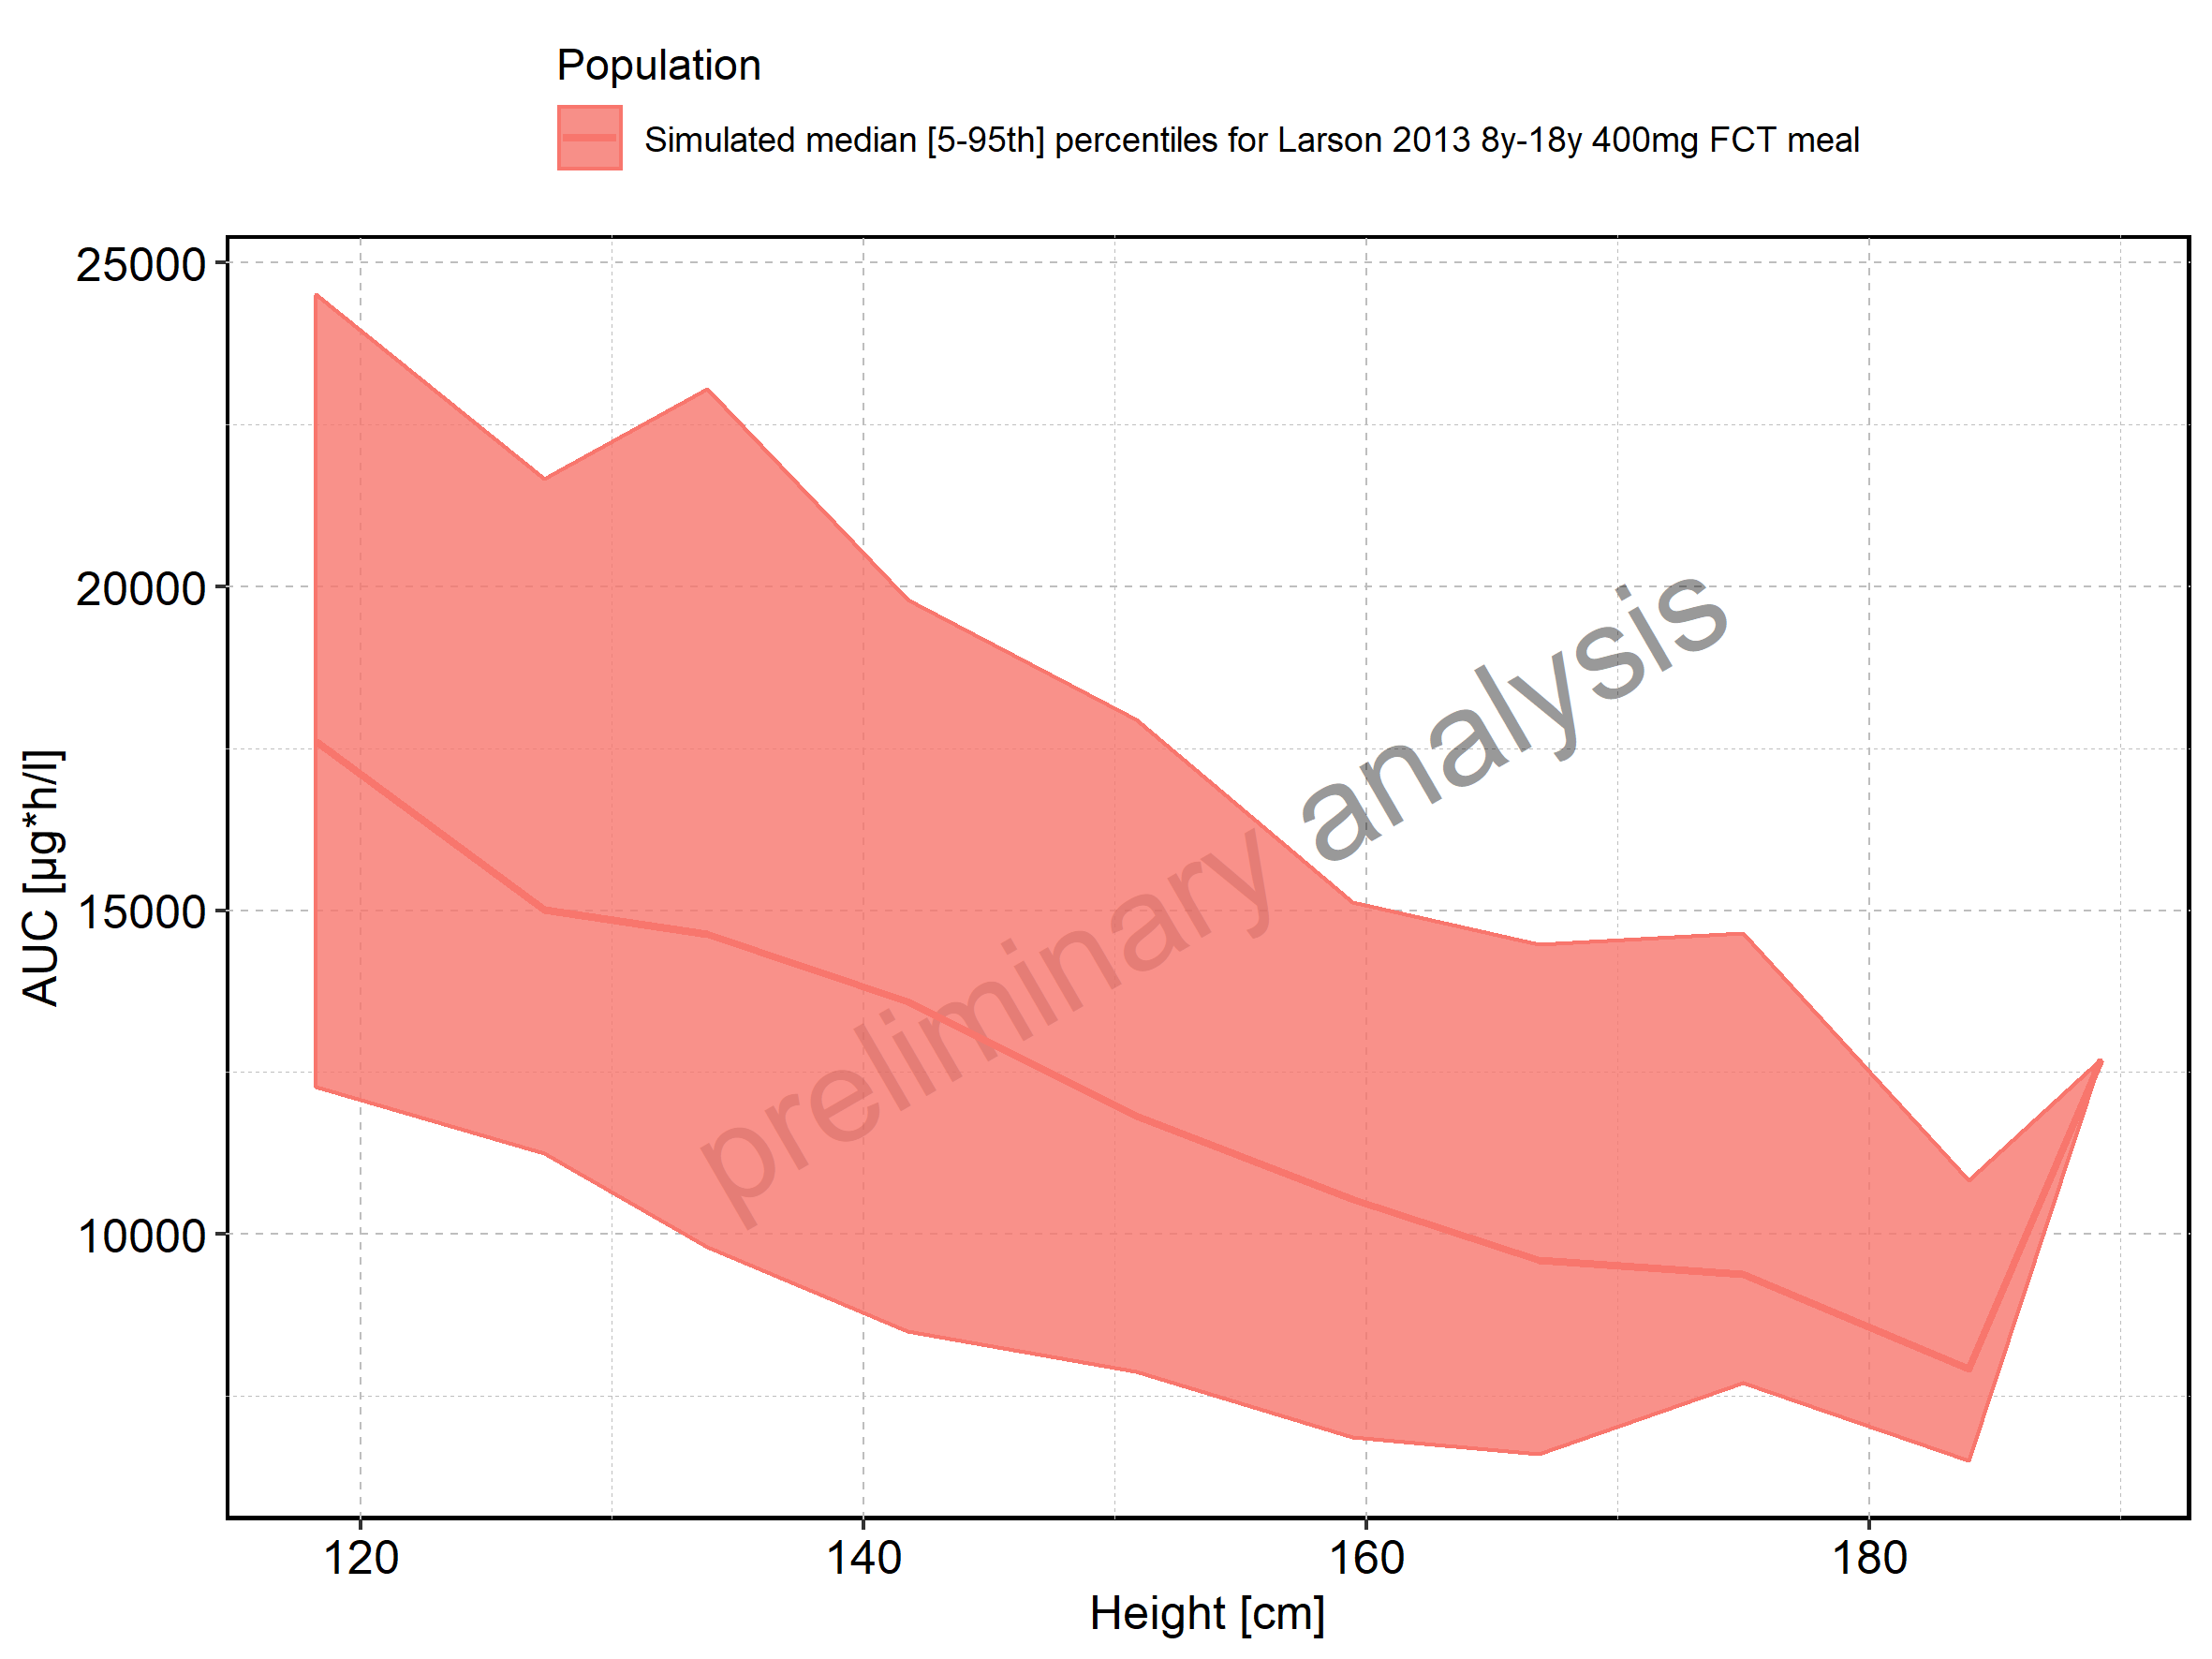 Population
Simulated median [5-95th] percentiles for Larson 2013 8y-18y 400mg FCT meal
25000
20000
15000
10000
AUC [µg*h/l]
preliminary analysis
120 140 160 180
Height [cm]